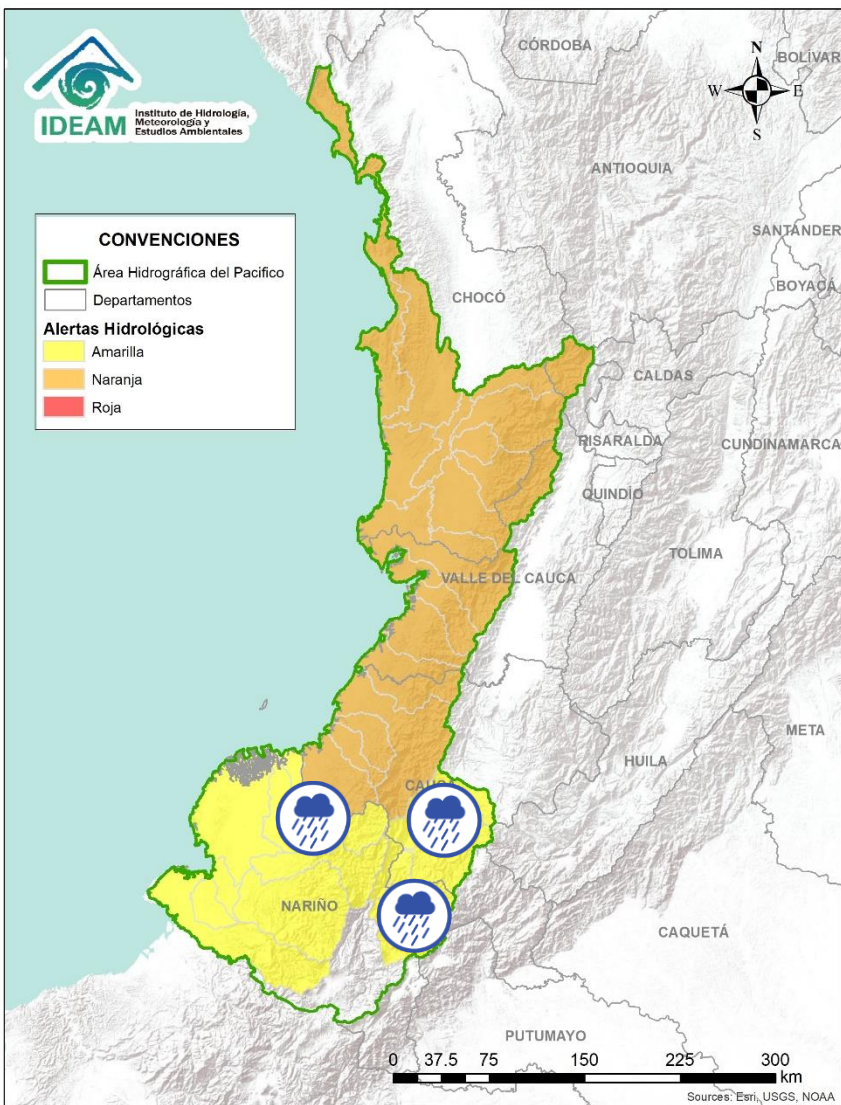 IDEAM
Instituto de Hidrología,
Meteorología y
Estudios Ambientales
CÓRDOBA
BOLÍVAR
N
W
E
S
ANTIOQUIA
SANTANDER
BOYACÁ
CHOCÓ
CONVENCIONES
Área Hidrográfica del Pacifico
Departamentos
Alertas Hidrológicas
Amarilla
Naranja
Roja
CALDAS
RISARALDA
CUNDINAMARCA
QUINDÍO
TOLIMA
VALLE DEL CAUCA
META
HUILA
CAUCA
NARIÑO
CAQUETÁ
PUTUMAYO
0 37.5 75 150 225 300
km
Sources: Esri, USGS, NOAA